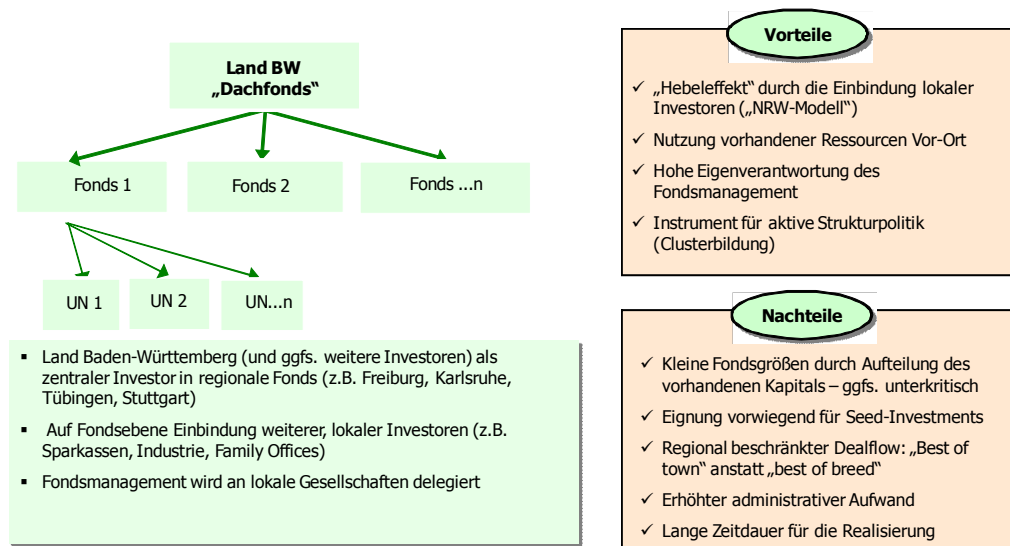 Land BW
„Dachfonds“
Fonds 1
Fonds 2
Fonds ...n
UN 1
UN 2
UN...n
▪ Land Baden-Württemberg (und ggfs. weitere Investoren) als
zentraler Investor in regionale Fonds (z.B. Freiburg, Karlsruhe,
Tübingen, Stuttgart)
▪ Auf Fondsebene Einbindung weiterer, lokaler Investoren (z.B.
Sparkassen, Industrie, Family Offices)
▪ Fondsmanagement wird an lokale Gesellschaften delegiert
Vorteile
✓ „Hebeleffekt“ durch die Einbindung lokaler
Investoren („NRW-Modell“)
✓ Nutzung vorhandener Ressourcen Vor-Ort
✓ Hohe Eigenverantwortung des
Fondsmanagement
✓ Instrument für aktive Strukturpolitik
(Clusterbildung)
Nachteile
✓ Kleine Fondsgrößen durch Aufteilung des
vorhandenen Kapitals – ggfs. unterkritisch
✓ Eignung vorwiegend für Seed-Investments
✓ Regional beschränkter Dealflow: „Best of
town“ anstatt „best of breed“
✓ Erhöhter administrativer Aufwand
✓ Lange Zeitdauer für die Realisierung